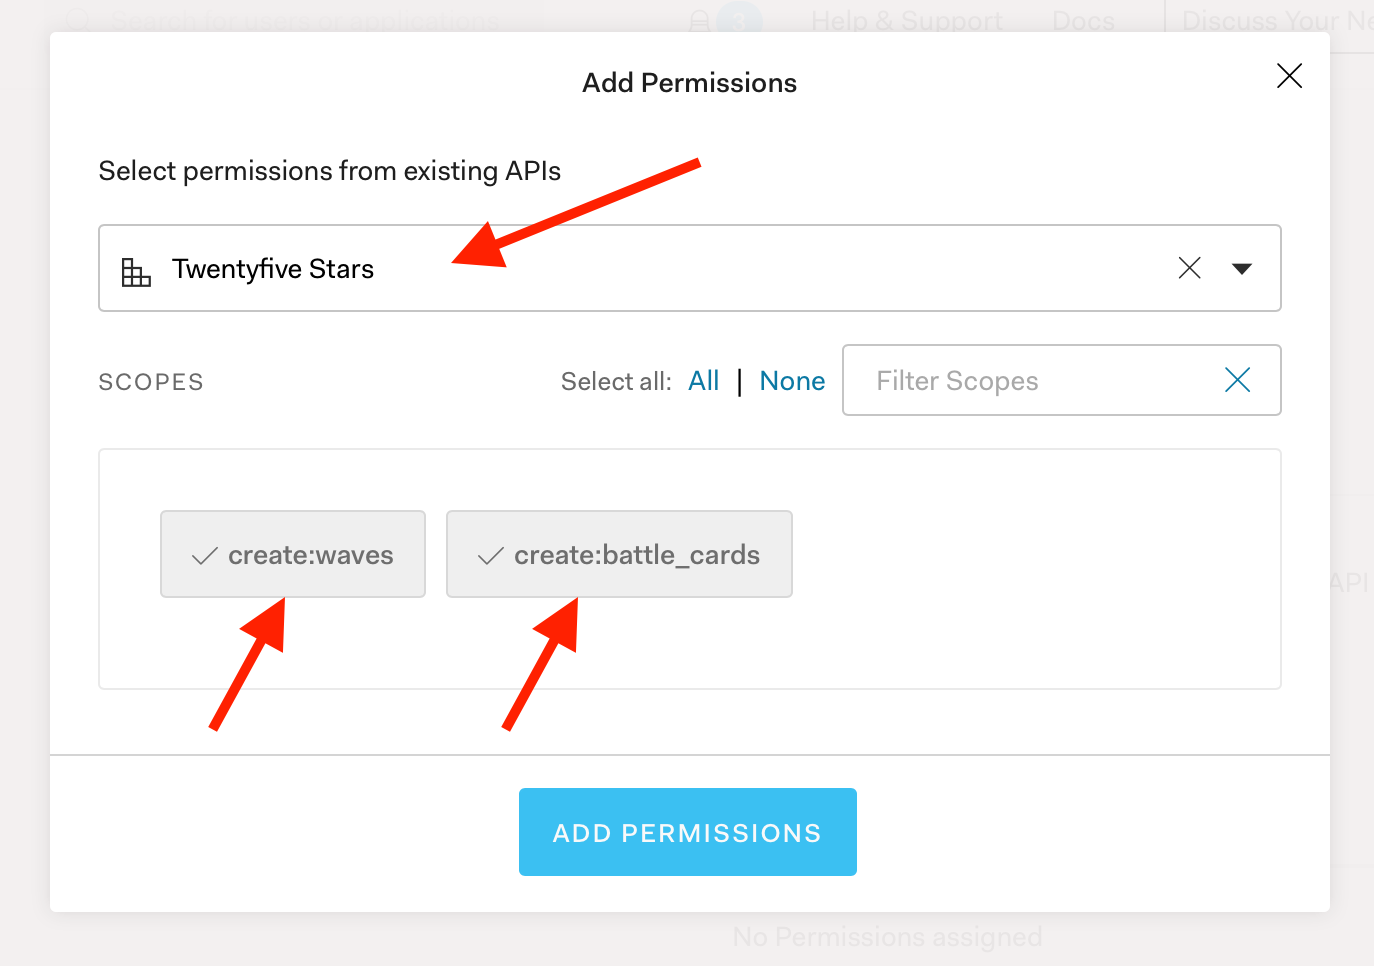 Search for users or applications
3
Help & Support
Docs
Discuss Your Ne
Add Permissions
Select permissions from existing APIs
Twentyfive Stars
SCOPES
Select all: All | None
Filter Scopes
create:waves
create:battle_cards
API
ADD PERMISSIONS
No Permissions assigned